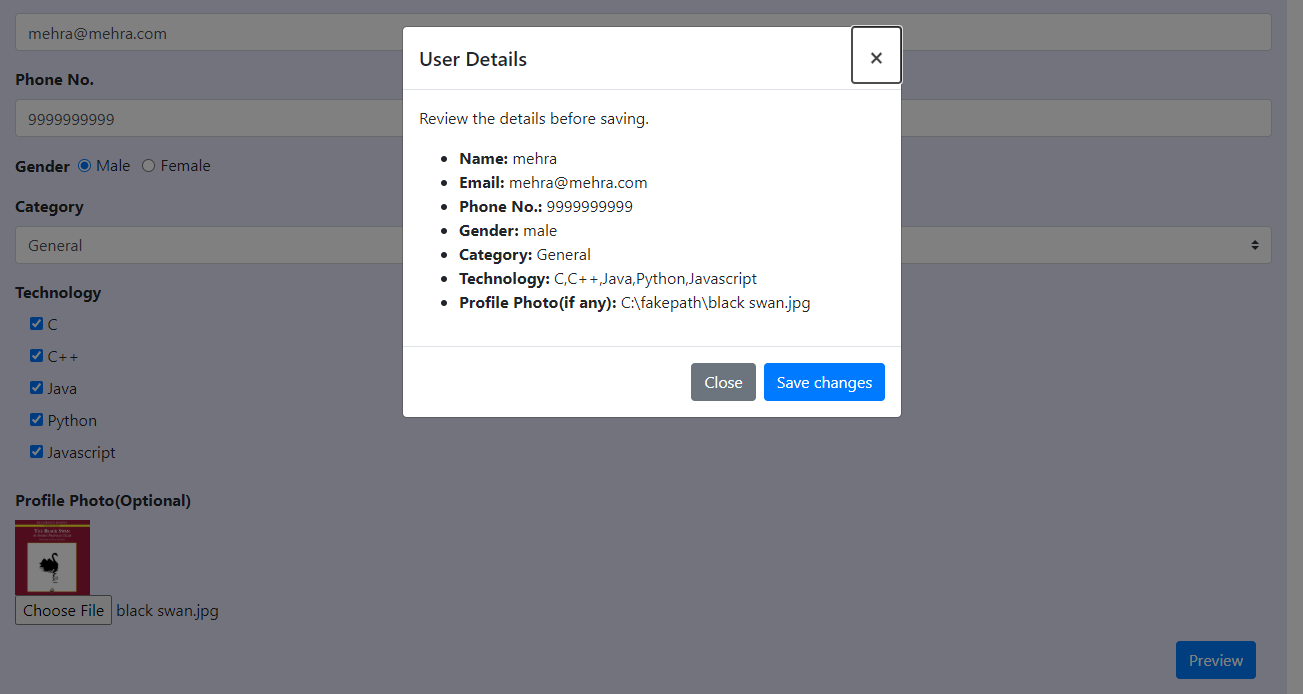 mehra@mehra.com
Phone No.
9999999999
Gender Male Female
Category
General
Technology
C
C++
Java
Python
Javascript
Profile Photo(Optional)
THE BLACK SWAN
Choose File black swan.jpg
Preview
User Details
×
Review the details before saving.
• Name: mehra
• Email: mehra@mehra.com
• Phone No.: 9999999999
• Gender: male
• Category: General
• Technology: C,C++,Java,Python,Javascript
• Profile Photo(if any): C:\fakepath\black swan.jpg
Close Save changes